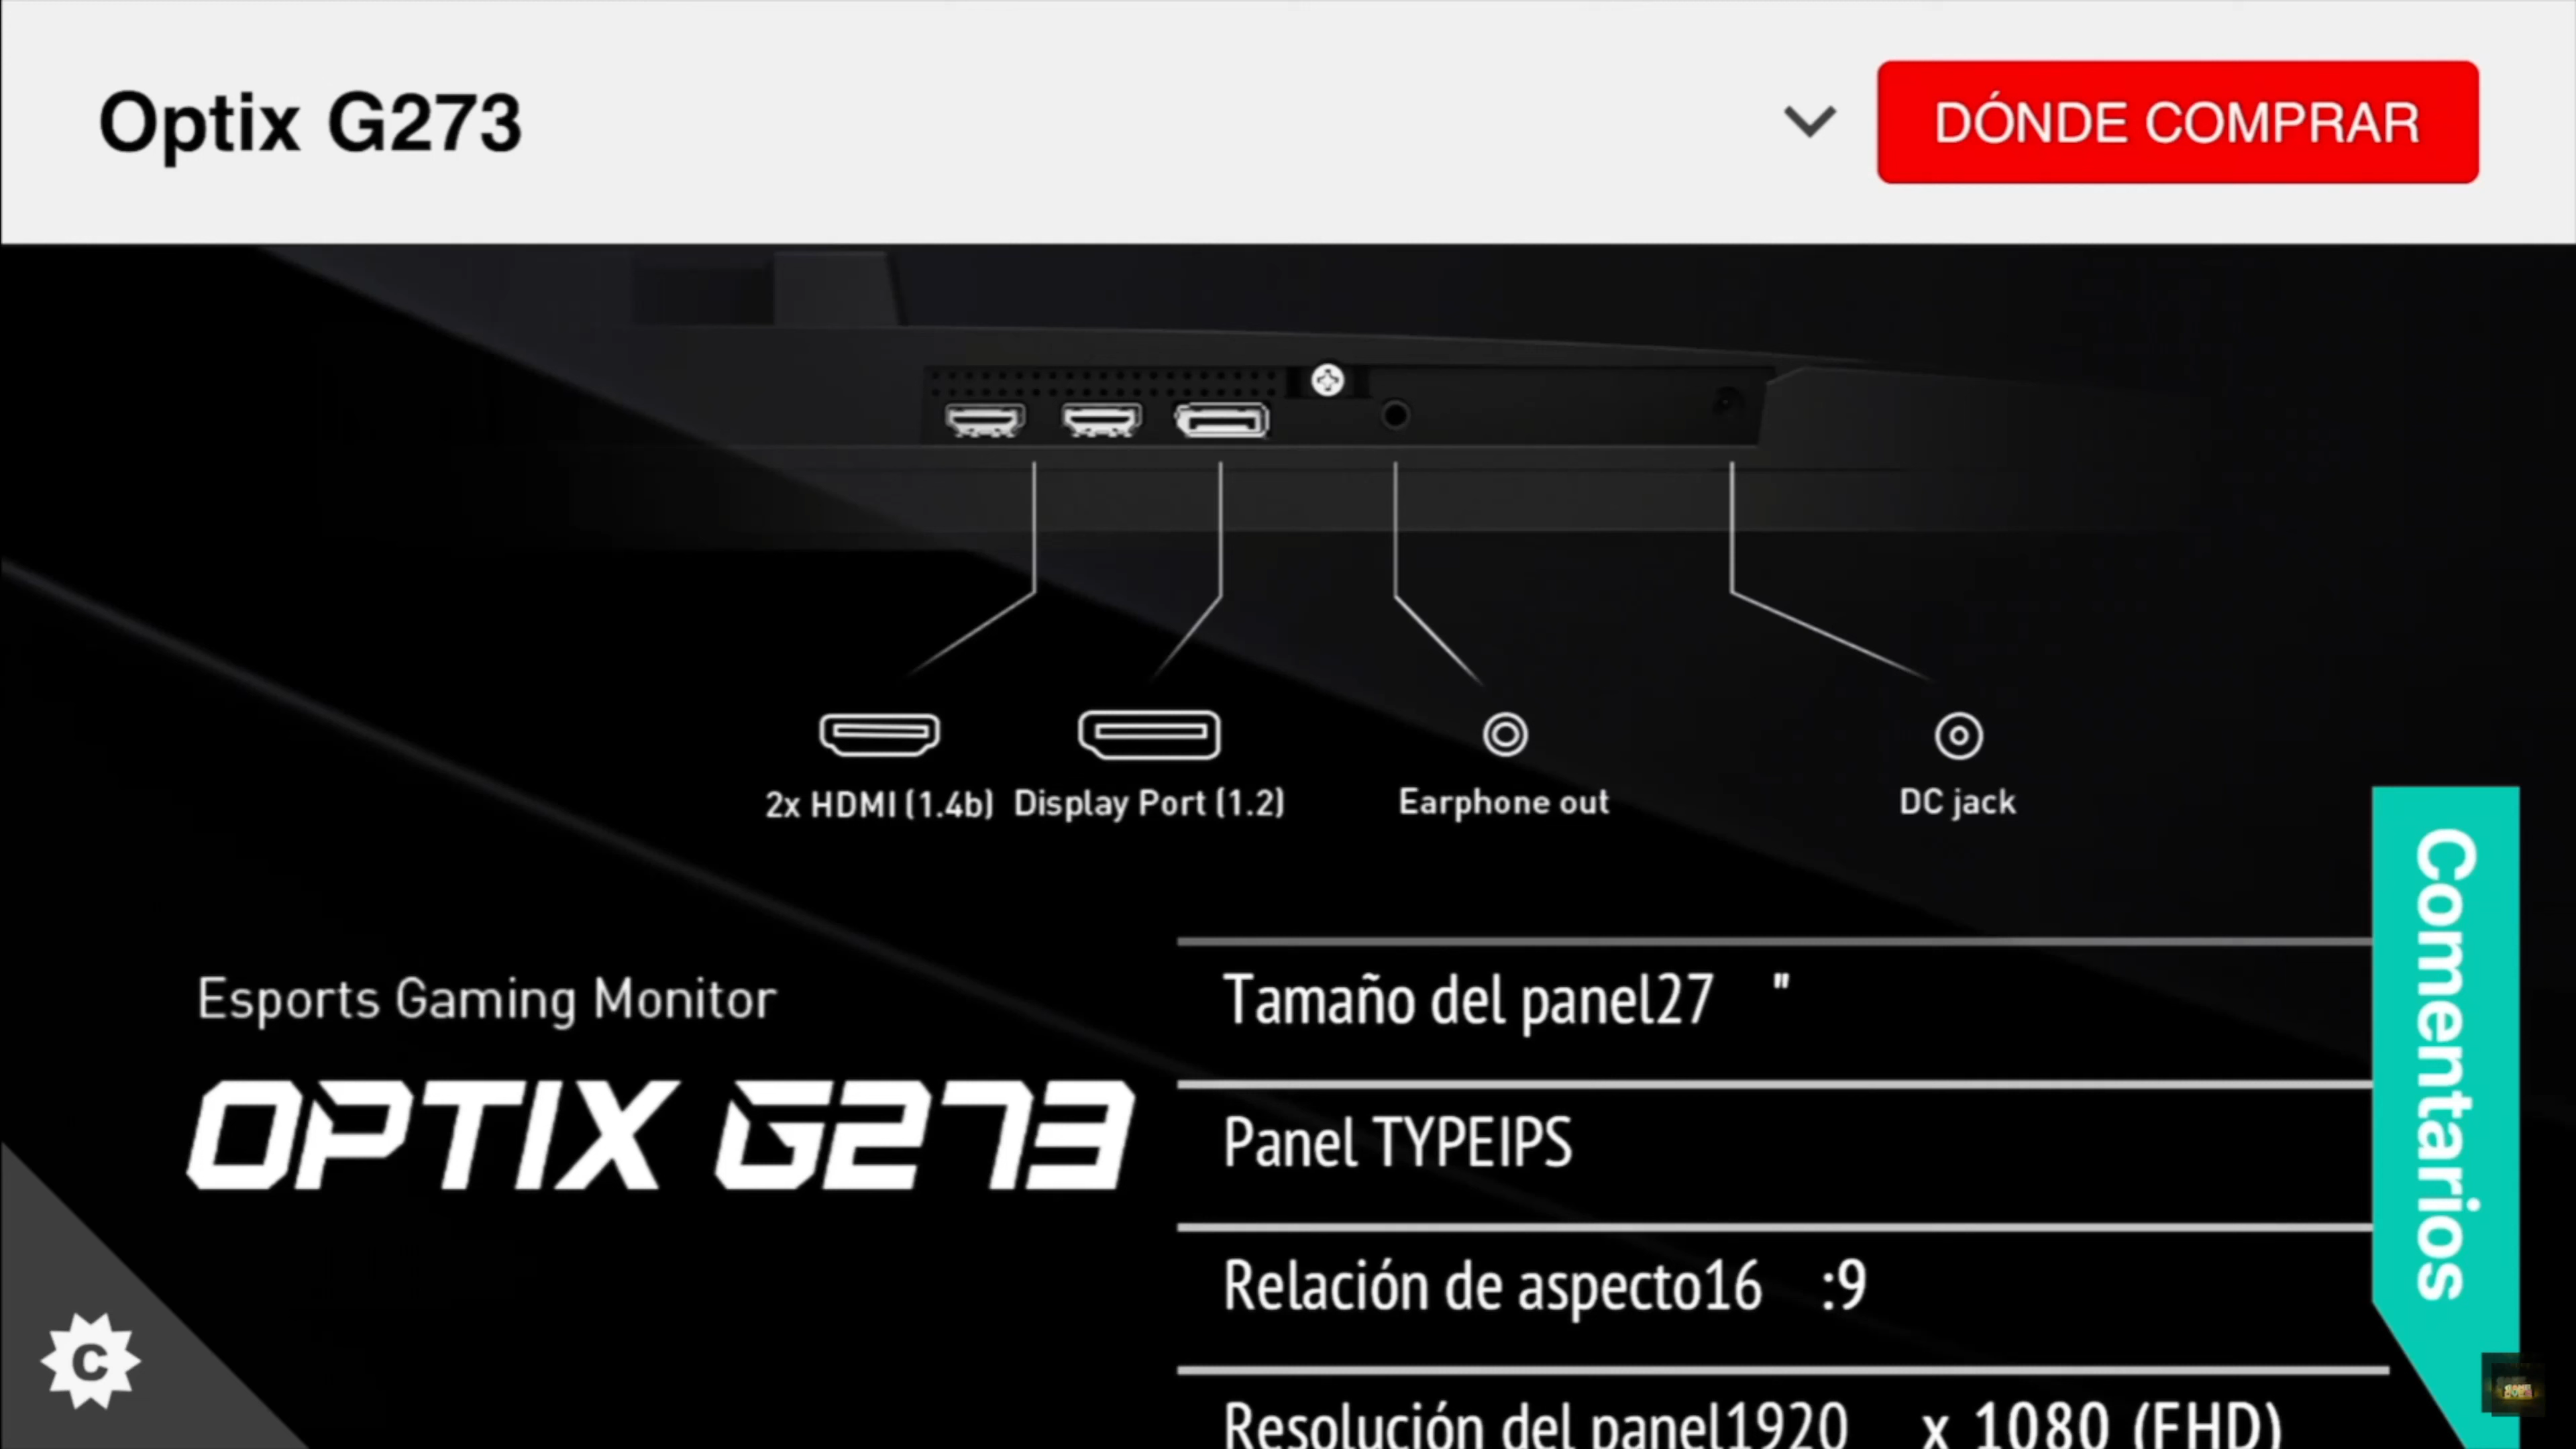 Optix G273
DÓNDE COMPRAR
2x HDMI (1.4b)
Display Port (1.2)
Earphone out
DC jack
Esports Gaming Monitor
OPTIX G273
Tamaño del panel27 "
Panel TYPEIPS
Relación de aspecto16 :9
Resolución del panel1920 x 1080 (FHD)
Comentarios
C